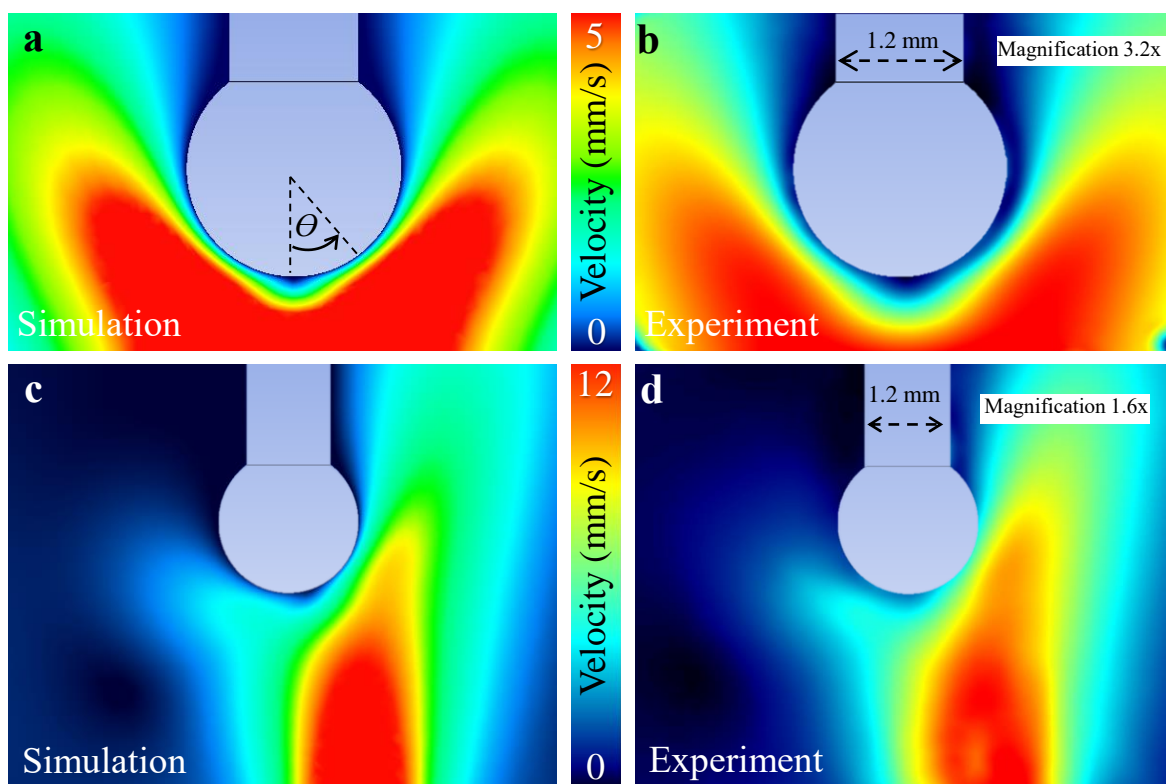 a
θ
Simulation
5
Velocity (mm/s)
0
b
1.2 mm
Magnification 3.2x
Experiment
c
Simulation
12
Velocity (mm/s)
0
d
1.2 mm
Magnification 1.6x
Experiment